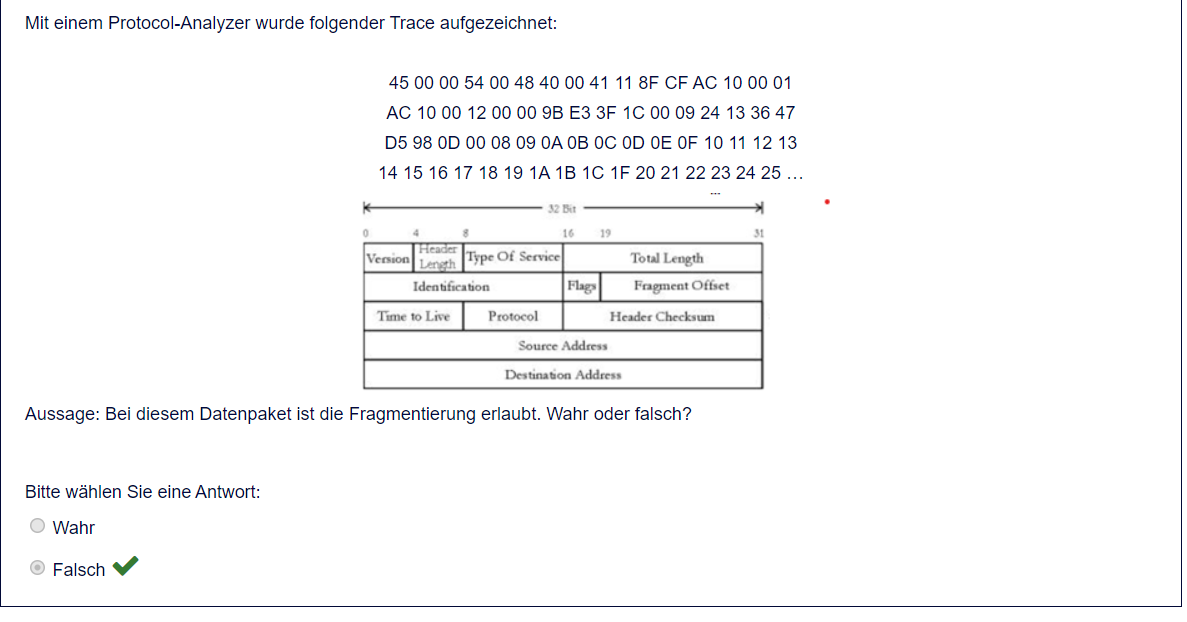 Mit einem Protocol-Analyzer wurde folgender Trace aufgezeichnet:
45 00 00 54 00 48 40 00 41 11 8F CF AC 10 00 01
AC 10 00 12 00 00 9B E3 3F 1C 00 09 24 13 36 47
D5 98 0D 00 08 09 0A 0B 0C 0D 0E 0F 10 11 12 13
14 15 16 17 18 19 1A 1B 1C 1F 20 21 22 23 24 25 ...
...
32 Bit
0 4 8 16 19 31
Version Header Length Type Of Service Total Length
Identification Flags Fragment Offset
Time to Live Protocol Header Checksum
Source Address
Destination Address
Aussage: Bei diesem Datenpaket ist die Fragmentierung erlaubt. Wahr oder falsch?
Bitte wählen Sie eine Antwort:
Wahr
Falsch